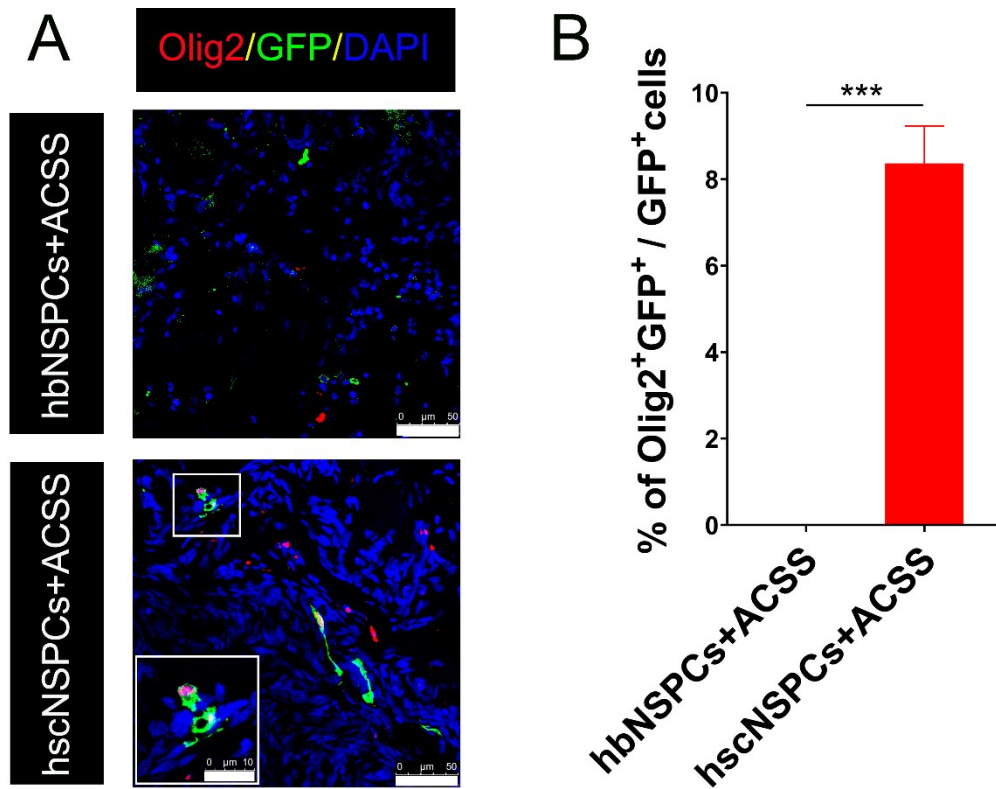 A
Olig2/GFP/DAPI
hbNSPCs+ACSS
0 µm 50
hscNSPCs+ACSS
0 µm 10
0 µm 50
B
% of Olig2⁺GFP⁺ / GFP⁺cells
10
8
6
4
2
0
***
hbNSPCs+ACSS
hscNSPCs+ACSS